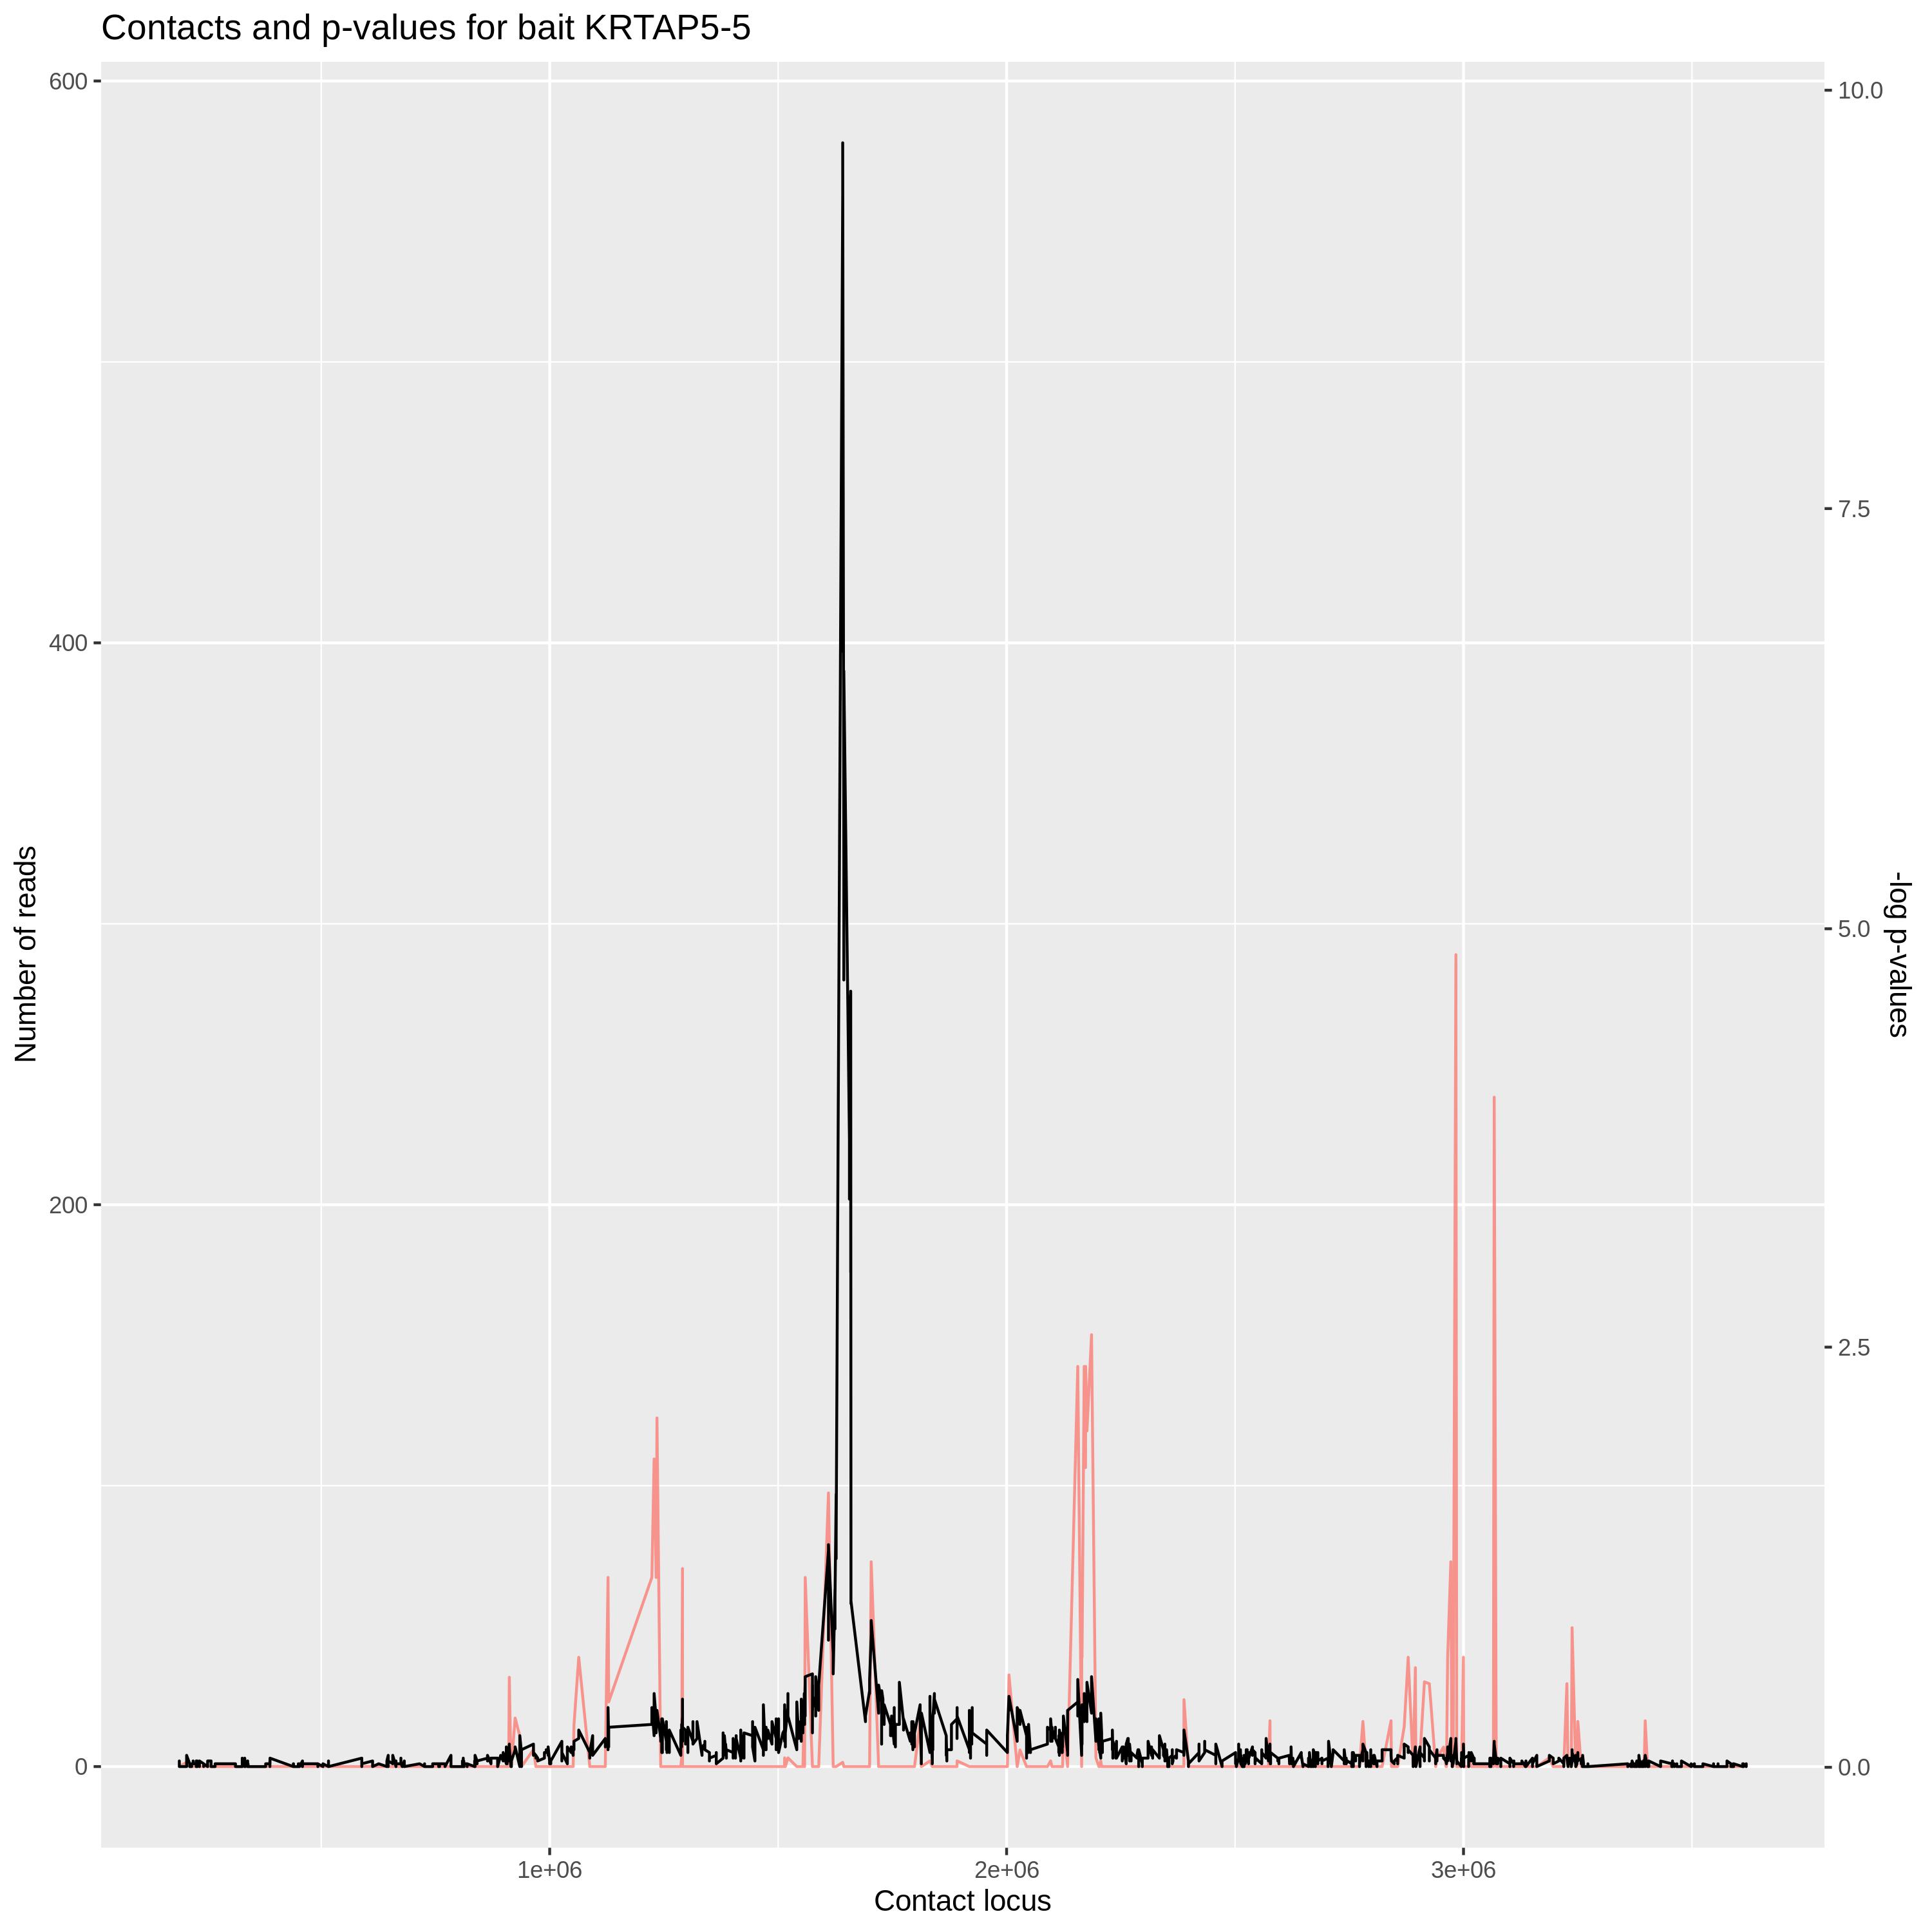 Contacts and p-values for bait KRTAP5-5
600
400
200
0
Number of reads
10.0
7.5
5.0
2.5
0.0
-log p-values
1e+06
2e+06
3e+06
Contact locus